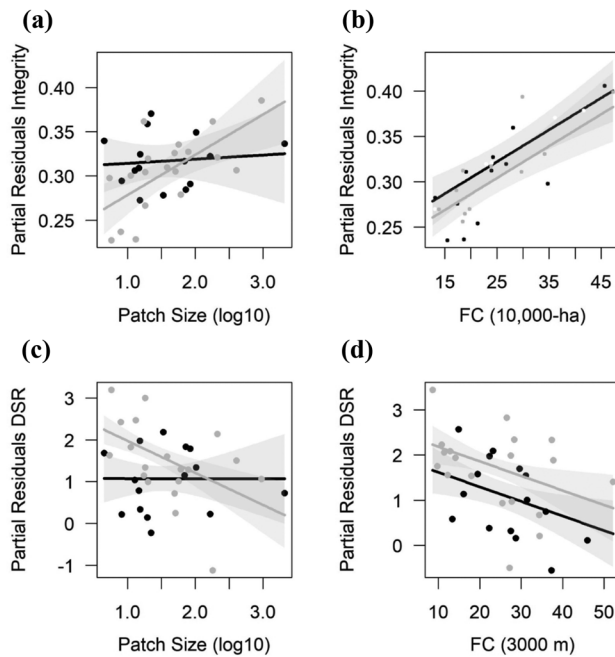 (a)
Partial Residuals Integrity
0.40
0.35
0.30
0.25
1.0 2.0 3.0
Patch Size (log10)
(b)
Partial Residuals Integrity
0.40
0.35
0.30
0.25
15 25 35 45
FC (10,000-ha)
(c)
Partial Residuals DSR
3
2
1
0
-1
1.0 2.0 3.0
Patch Size (log10)
(d)
Partial Residuals DSR
3
2
1
0
10 20 30 40 50
FC (3000 m)